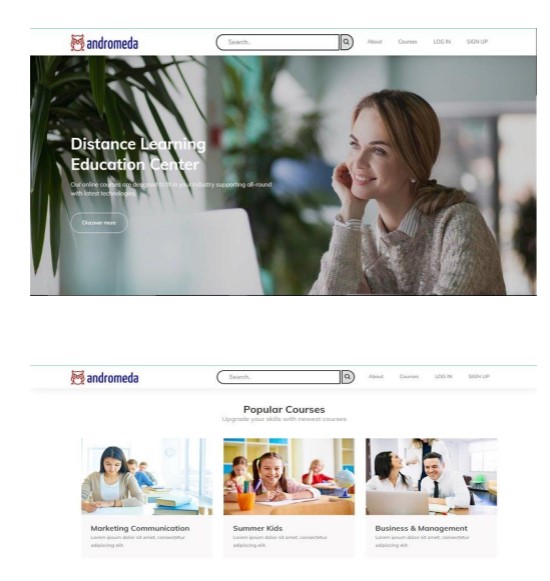 andromeda
Search..
About Courses LOG IN SIGN UP
Distance Learning
Education Center
Our online courses are designed to fit in your industry supporting all-round
with latest technologies.
Discover more
andromeda
Search..
About Courses LOG IN SIGN UP
Popular Courses
Upgrade your skills with newest courses
Marketing Communication
Lorem ipsum dolor sit amet, consectetur
adipiscing elit.
Summer Kids
Lorem ipsum dolor sit amet, consectetur
adipiscing elit.
Business & Management
Lorem ipsum dolor sit amet, consectetur
adipiscing elit.